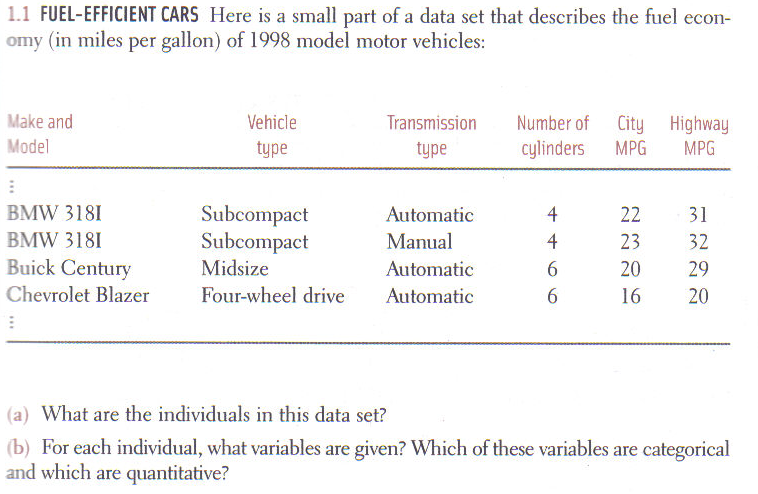 1.1 FUEL-EFFICIENT CARS Here is a small part of a data set that describes the fuel econ-
omy (in miles per gallon) of 1998 model motor vehicles:
Make and Vehicle Transmission Number of City Highway
Model type type cylinders MPG MPG
⋮
BMW 318I Subcompact Automatic 4 22 31
BMW 318I Subcompact Manual 4 23 32
Buick Century Midsize Automatic 6 20 29
Chevrolet Blazer Four-wheel drive Automatic 6 16 20
⋮
(a) What are the individuals in this data set?
(b) For each individual, what variables are given? Which of these variables are categorical
and which are quantitative?